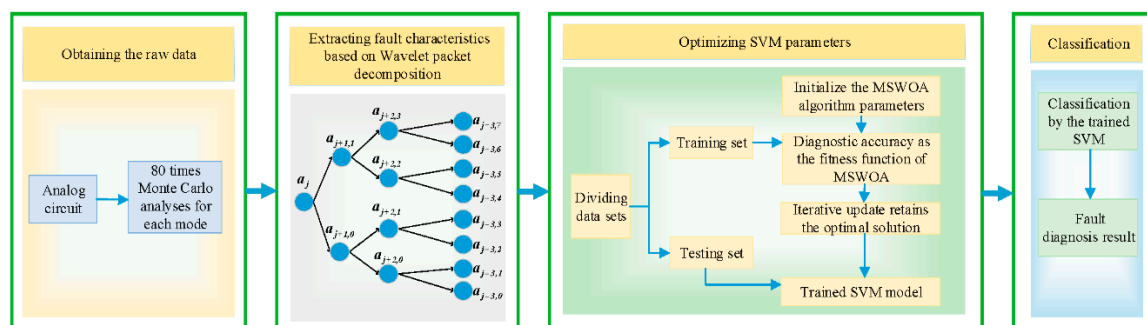 Obtaining the raw data
Analog
circuit
80 times
Monte Carlo
analyses for
each mode
Extracting fault characteristics
based on Wavelet packet
decomposition
a_j
a_{j+1,1}
a_{j+1,0}
a_{j+2,3}
a_{j+2,2}
a_{j+2,1}
a_{j+2,0}
a_{j-3,7}
a_{j-3,6}
a_{j-3,5}
a_{j-3,4}
a_{j-3,3}
a_{j-3,2}
a_{j-3,1}
a_{j-3,0}
Optimizing SVM parameters
Dividing
data sets
Training set
Testing set
Initialize the MSWOA
algorithm parameters
Diagnostic accuracy as
the fitness function of
MSWOA
Iterative update retains
the optimal solution
Trained SVM model
Classification
Classification
by the trained
SVM
Fault
diagnosis result